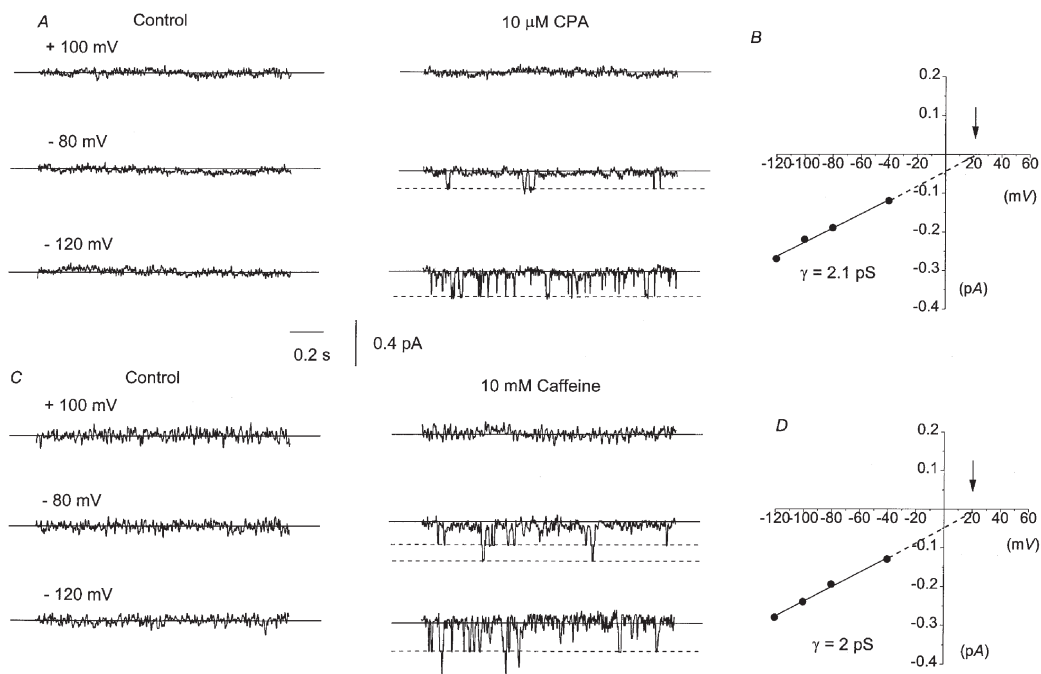 A
Control
10 μM CPA
+ 100 mV
- 80 mV
- 120 mV
0.2 s
0.4 pA
B
0.2
0.1
-120 -100 -80 -60 -40 -20 20 40 60
(mV)
-0.1
-0.2
-0.3
-0.4
(pA)
γ = 2.1 pS
C
Control
10 mM Caffeine
+ 100 mV
- 80 mV
- 120 mV
D
0.2
0.1
-120 -100 -80 -60 -40 -20 20 40 60
(mV)
-0.1
-0.2
-0.3
-0.4
(pA)
γ = 2 pS